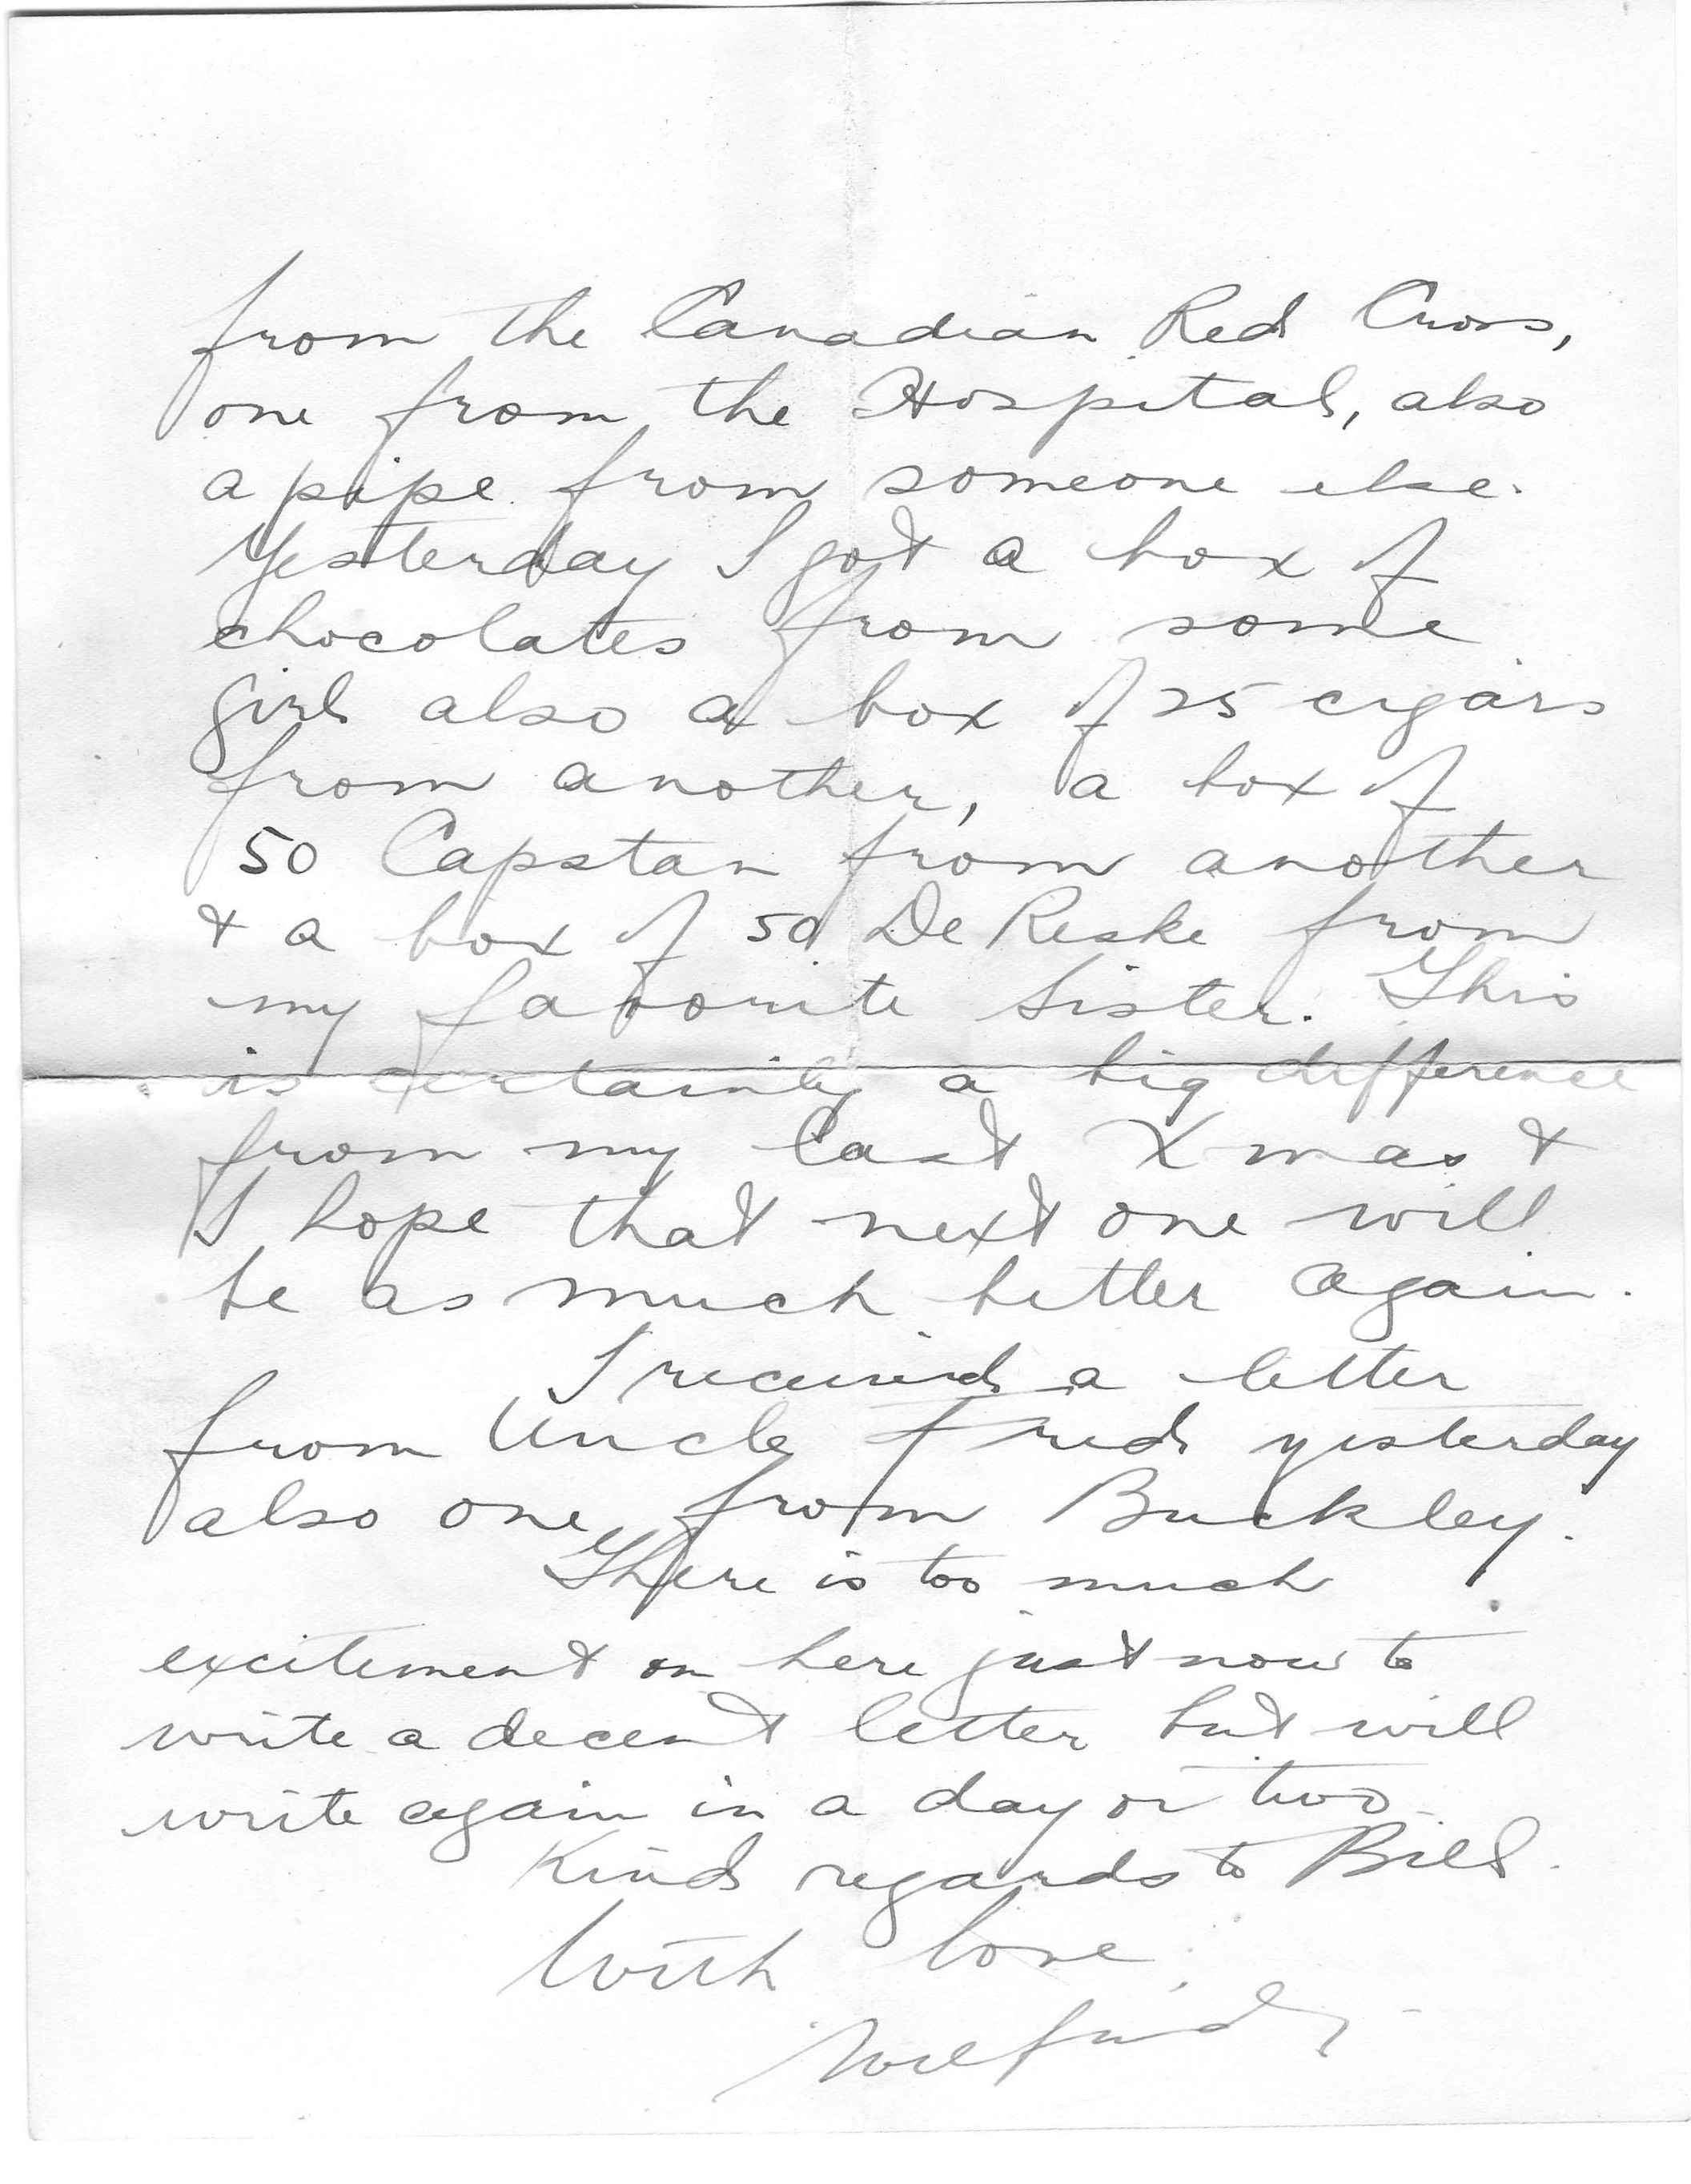 from the Canadian Red Cross,
one from the Hospital, also
a pipe from someone else.
Yesterday I got a box of
chocolates from some
girl also a box of 25 cigars
from another, a box of
50 Capstan from another
& a box of 50 De Reske from
my favorite Sister. This
is certainly a big difference
from my last Xmas &
I hope that next one will
be as much better again.
I received a letter
from Uncle Fred yesterday
also one from Buckley.
There is too much
excitement on here just now to
write a decent letter but will
write again in a day or two.
Kind regards to Bill.
With love,
Wilfrid